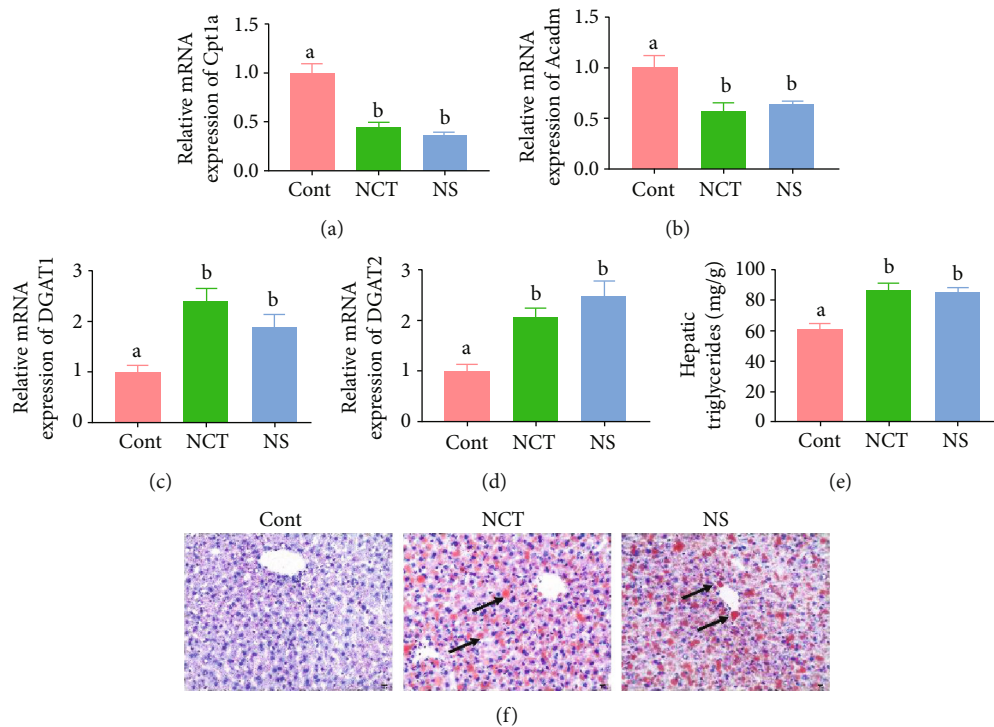 Relative mRNA
expression of Cpt1a
1.5
1.0
0.5
0.0
a
b
b
Cont
NCT
NS
(a)
Relative mRNA
expression of Acadm
1.5
1.0
0.5
0.0
a
b
b
Cont
NCT
NS
(b)
Relative mRNA
expression of DGAT1
3
2
1
0
a
b
b
Cont
NCT
NS
(c)
Relative mRNA
expression of DGAT2
3
2
1
0
a
b
b
Cont
NCT
NS
(d)
Hepatic
triglycerides (mg/g)
100
80
60
40
20
0
a
b
b
Cont
NCT
NS
(e)
Cont
NCT
NS
(f)